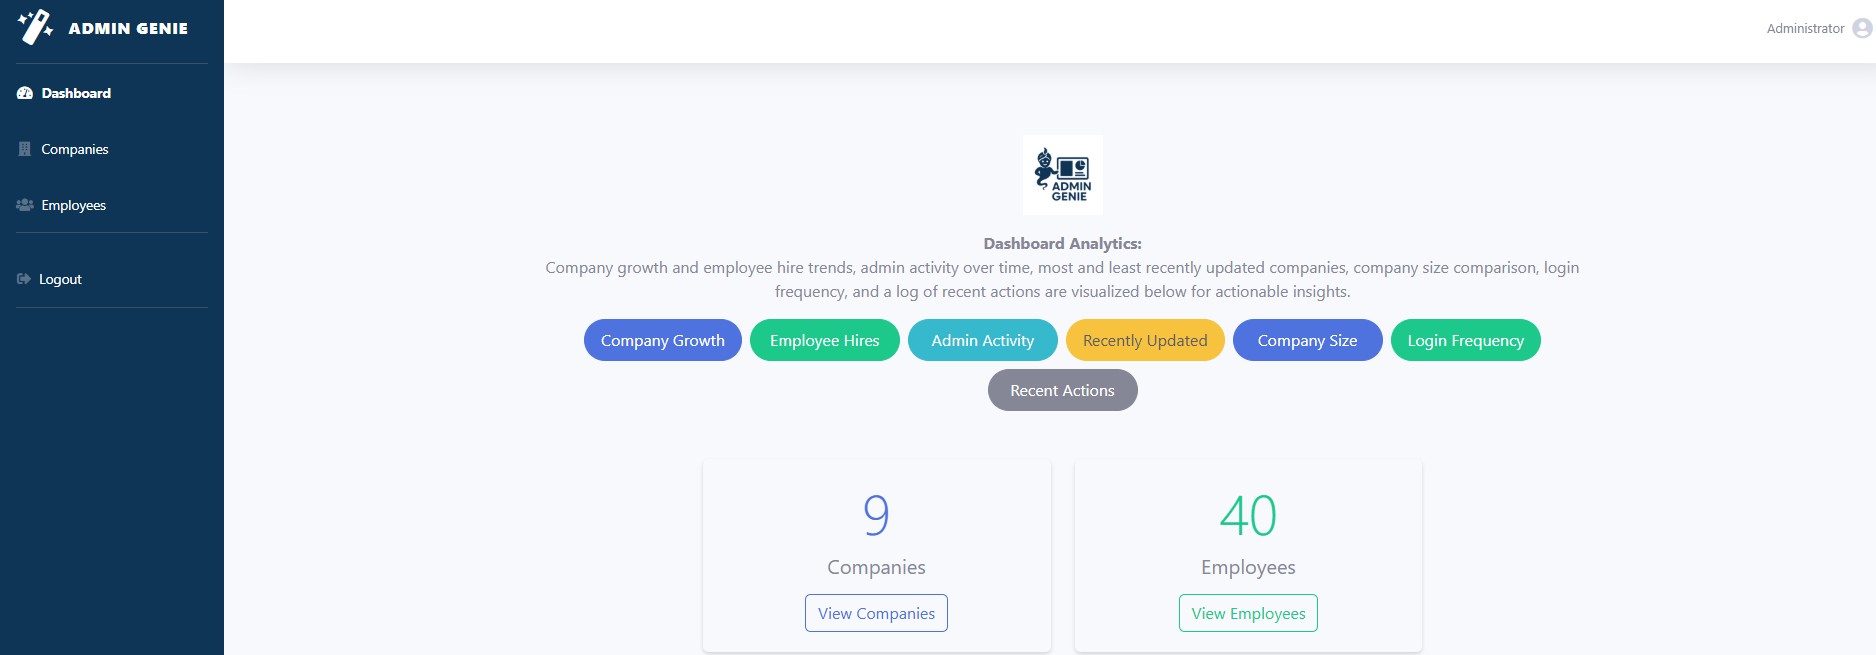 ADMIN GENIE
Administrator
Dashboard
Companies
Employees
Logout
ADMIN
GENIE
Dashboard Analytics:
Company growth and employee hire trends, admin activity over time, most and least recently updated companies, company size comparison, login
frequency, and a log of recent actions are visualized below for actionable insights.
Company Growth
Employee Hires
Admin Activity
Recently Updated
Company Size
Login Frequency
Recent Actions
9
Companies
View Companies
40
Employees
View Employees